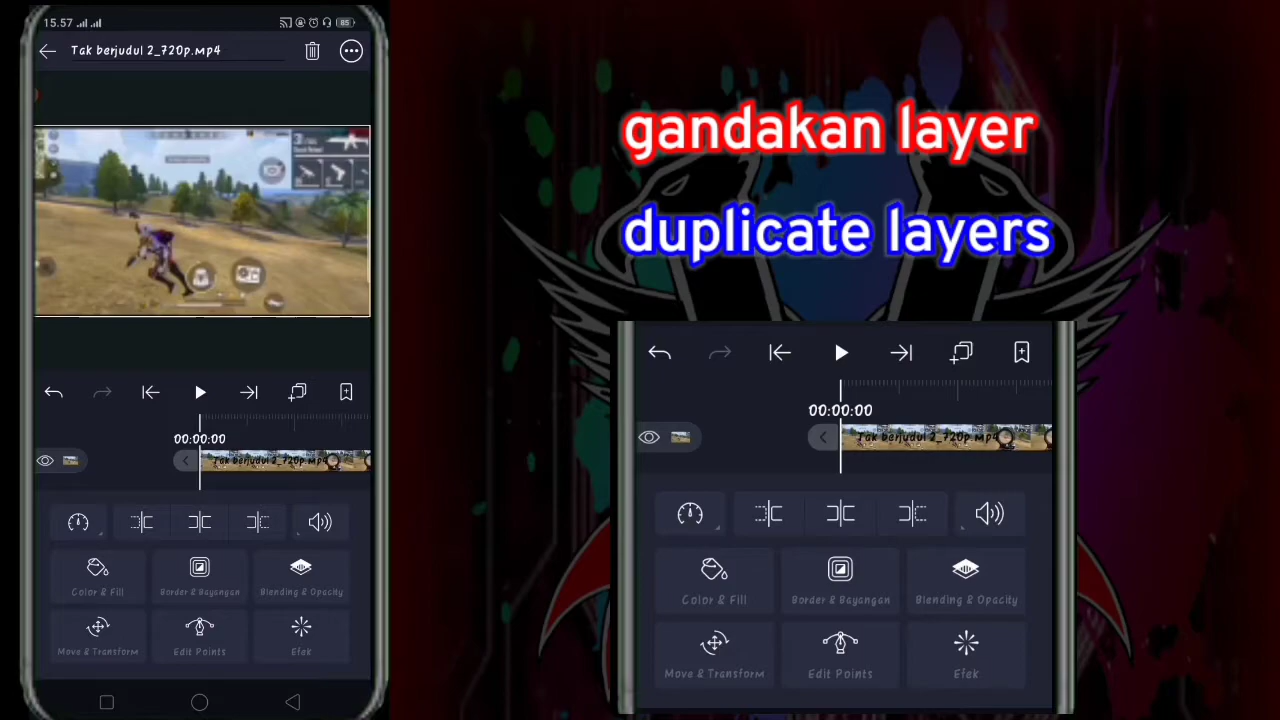 15.57
85
Tak berjudul 2_720p.mp4
00:00:00
Tak berjudul 2_720p.mp4
Color & Fill
Border & Bayangan
Blending & Opacity
Move & Transform
Edit Points
Efek
gandakan layer
duplicate layers
00:00:00
Tak berjudul 2_720p.mp4
Color & Fill
Border & Bayangan
Blending & Opacity
Move & Transform
Edit Points
Efek